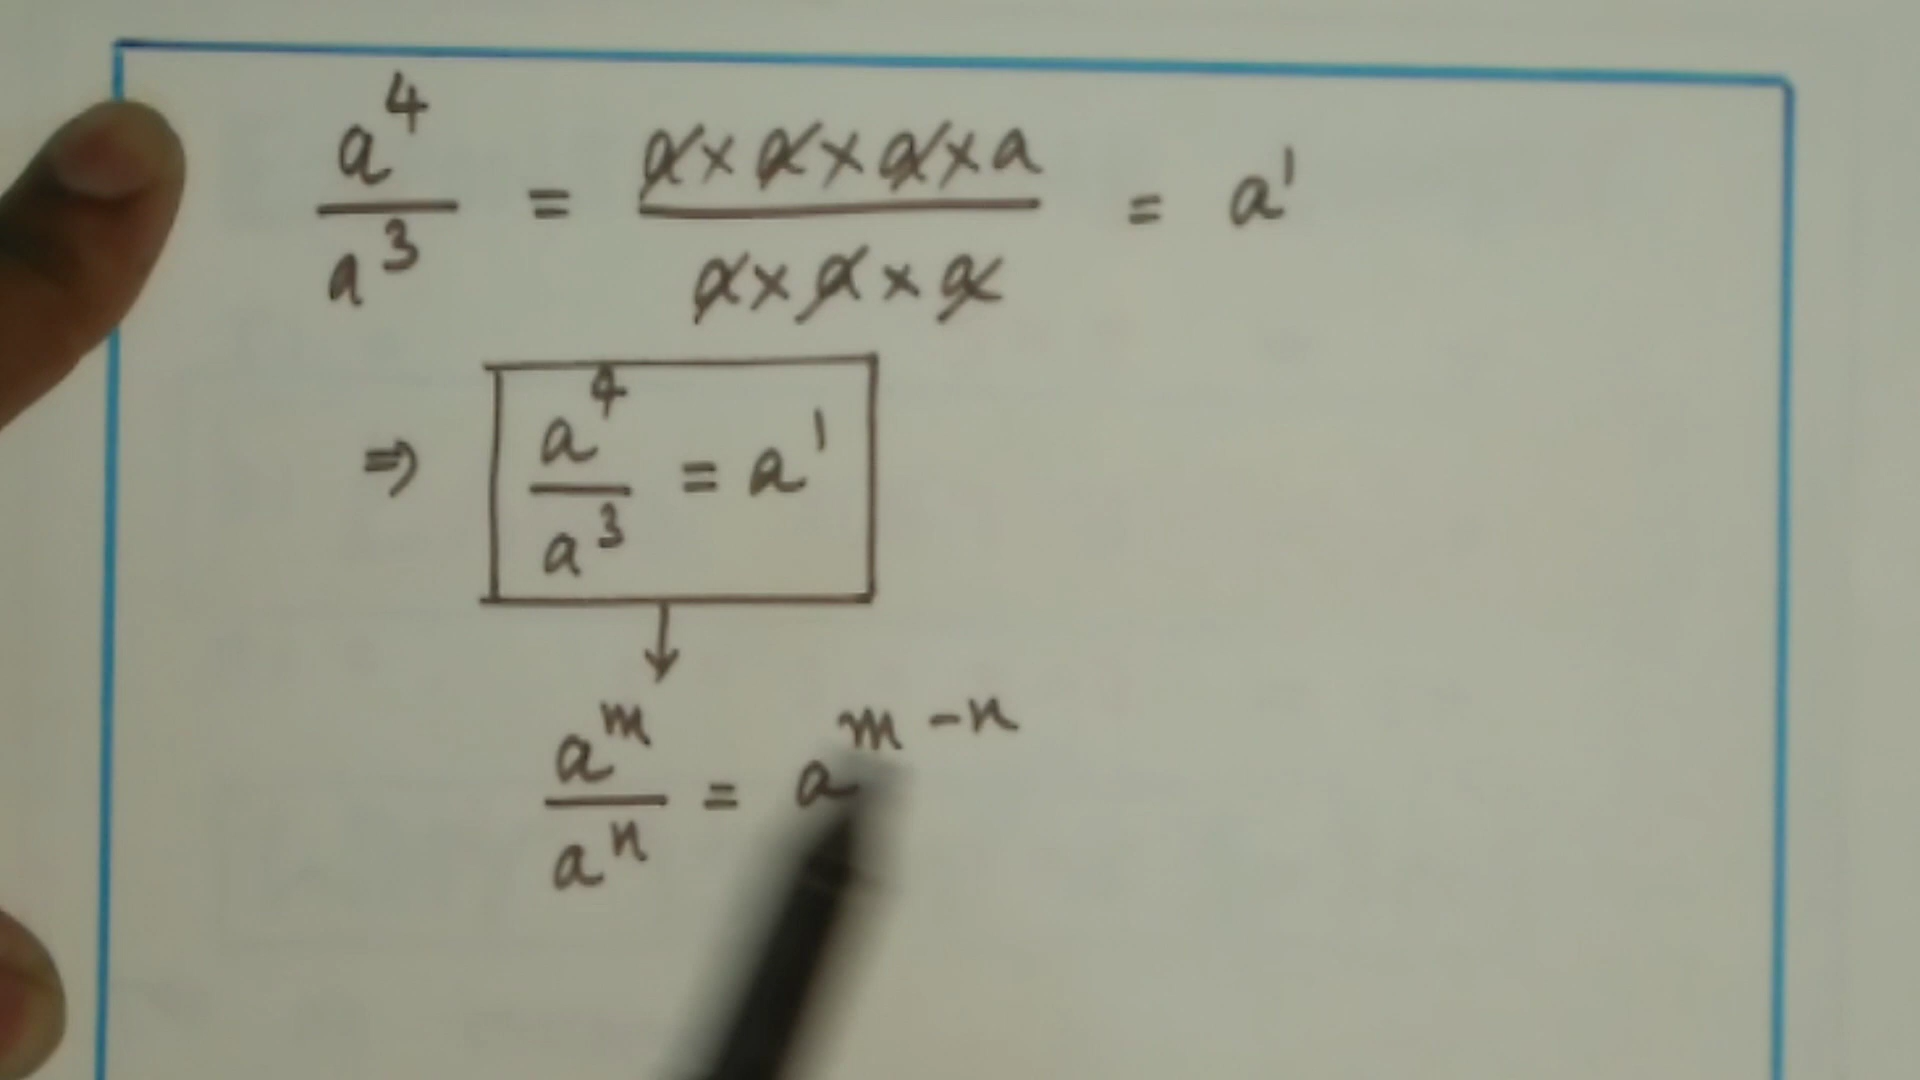 a⁴/a³ = a×a×a×a / a×a×a = a¹
⇒ a⁴/a³ = a¹
↓
aᵐ/aⁿ = aᵐ⁻ⁿ